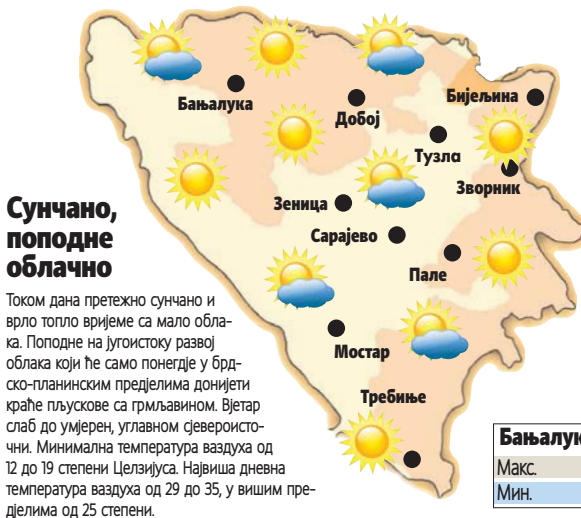 Бањалука
Добој
Бијељина
Тузла
Зворник
Зеница
Сарајево
Пале
Мостар
Требиње
Сунчано,
поподне
облачно
Током дана претежно сунчано и
врло топло вријеме са мало обла-
ка. Поподне на југоистоку развој
облака који ће само понегдје у брд-
ско-планинским предјелима донијети
краће пљускове са грмљавином. Вјетар
слаб до умјерен, углавном сјевероисто-
чни. Минимална температура ваздуха од
12 до 19 степени Целзијуса. Највиша дневна
температура ваздуха од 29 до 35, у вишим пре-
дјелима од 25 степени.
Макс.
Мин.